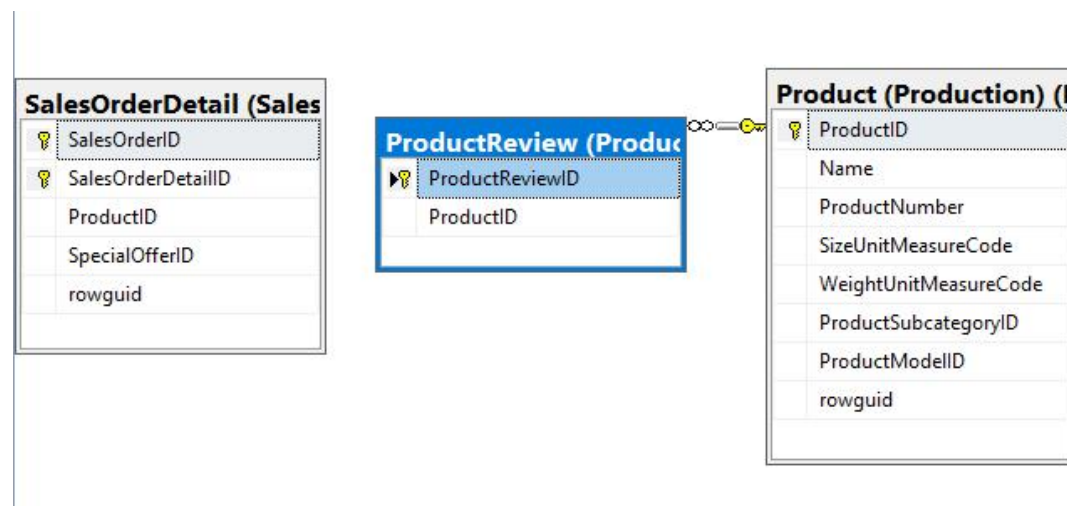 SalesOrderDetail (Sales
SalesOrderID
SalesOrderDetailID
ProductID
SpecialOfferID
rowguid
ProductReview (Produc
ProductReviewID
ProductID
Product (Production) (
ProductID
Name
ProductNumber
SizeUnitMeasureCode
WeightUnitMeasureCode
ProductSubcategoryID
ProductModelID
rowguid